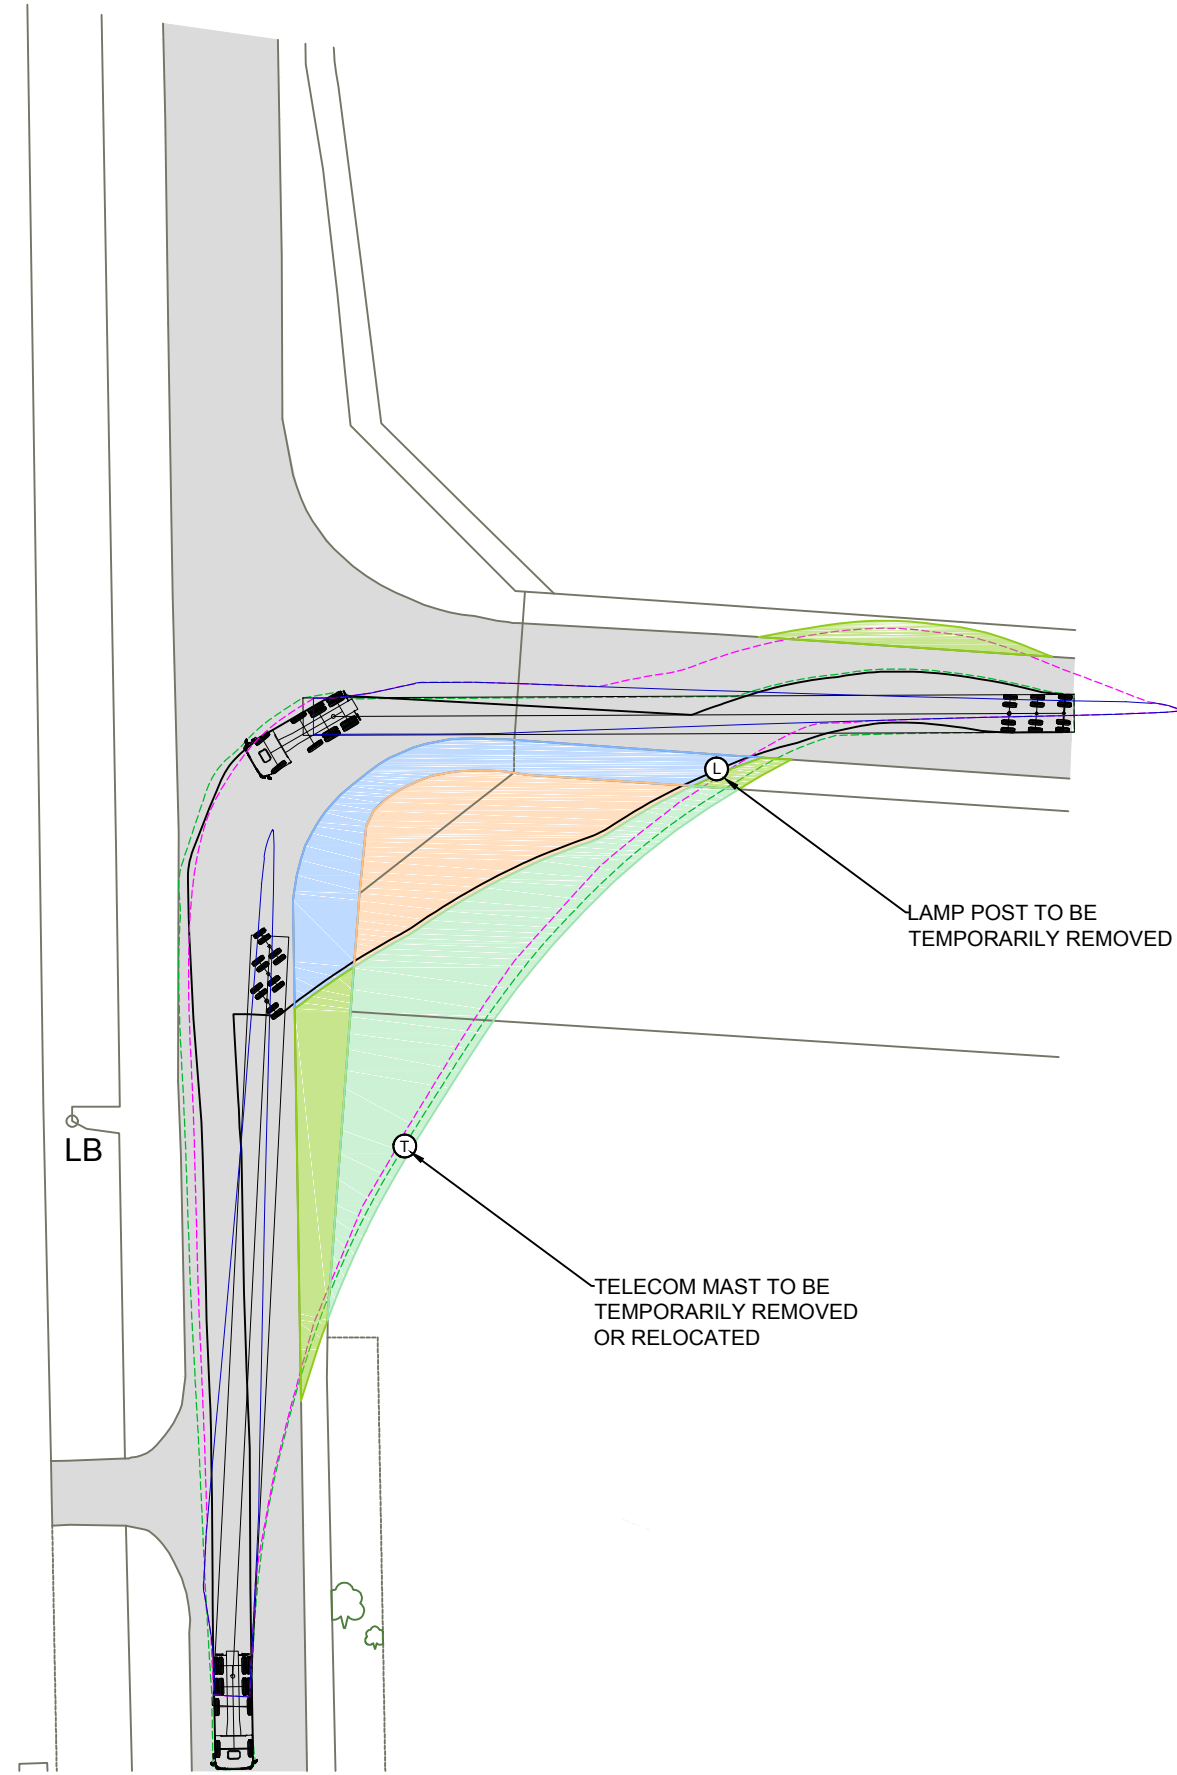 L
LAMP POST TO BE
TEMPORARILY REMOVED
LB
T
TELECOM MAST TO BE
TEMPORARILY REMOVED
OR RELOCATED